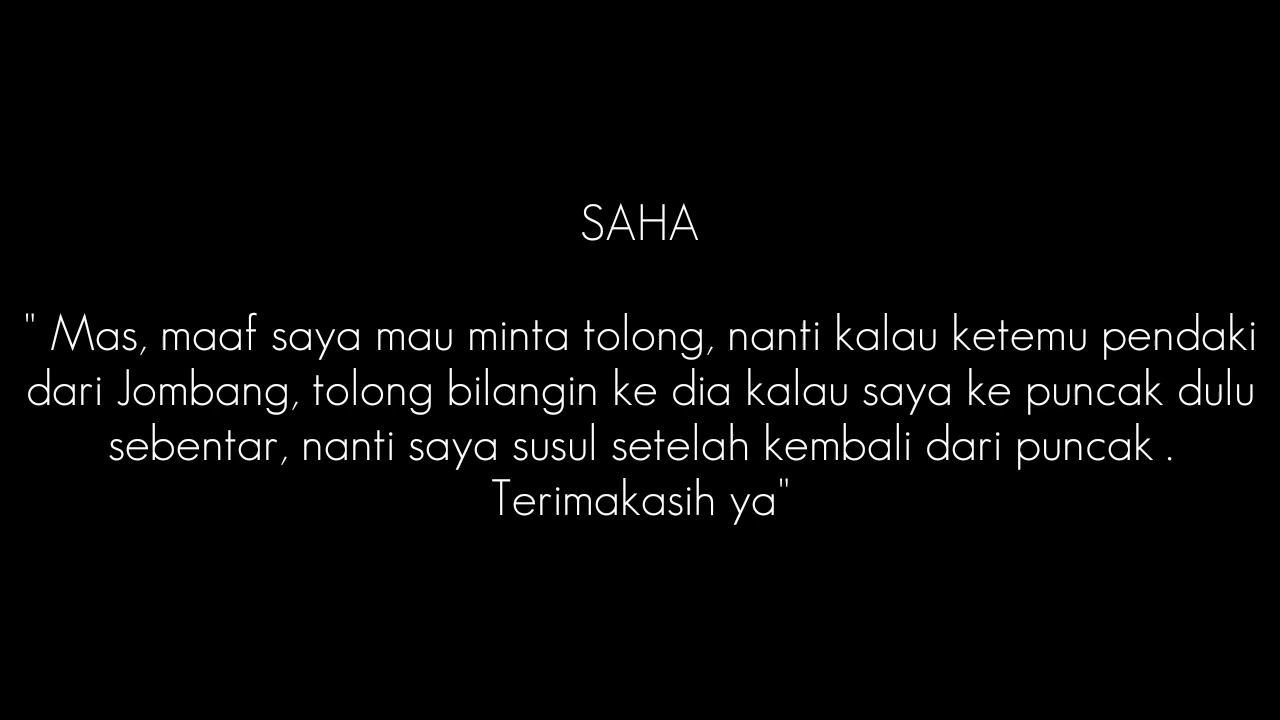 SAHA
" Mas, maaf saya mau minta tolong, nanti kalau ketemu pendaki
dari Jombang, tolong bilangin ke dia kalau saya ke puncak dulu
sebentar, nanti saya susul setelah kembali dari puncak .
Terimakasih ya"